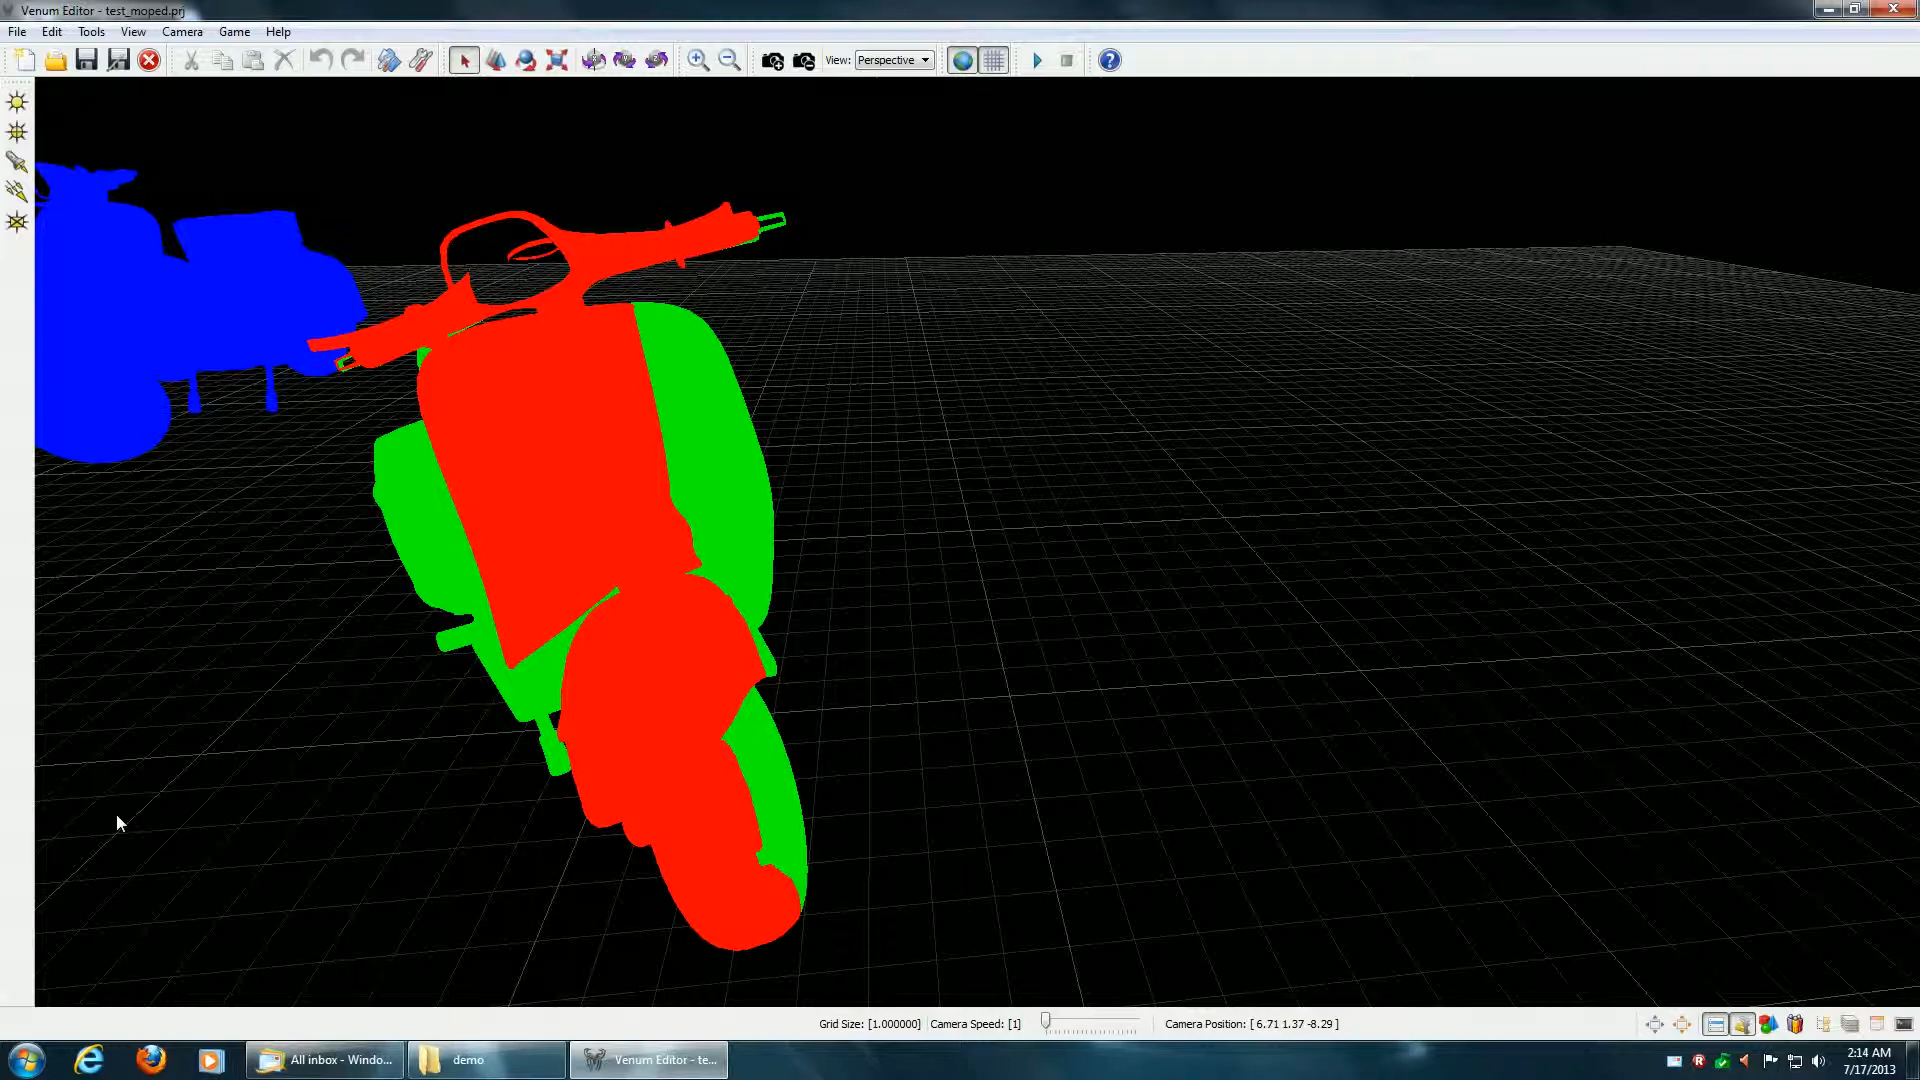 Venum Editor - test_moped.prj
File Edit Tools View Camera Game Help
View: Perspective
Grid Size: [1.000000] Camera Speed: [1] Camera Position: [ 6.71 1.37 -8.29 ]
All inbox - Windo... demo Venum Editor - te... 2:14 AM
7/17/2013